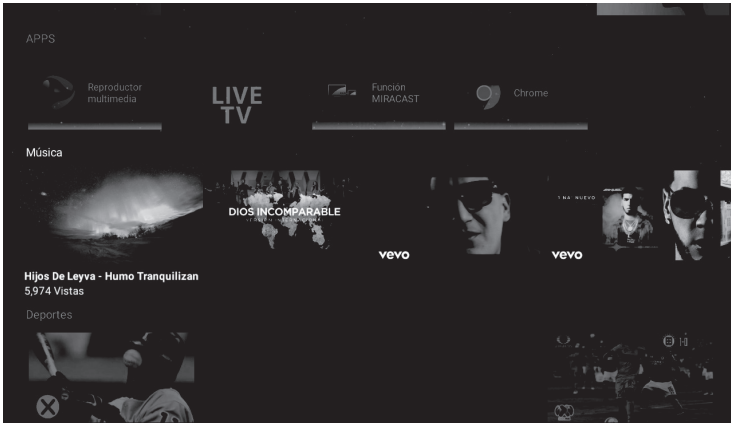 APPS
Reproductor
multimedia
LIVE
TV
Función
MIRACAST
Chrome
Música
DIOS INCOMPARABLE
vevo
vevo
Hijos De Leyva - Humo Tranquilizan
5,974 Vistas
Deportes